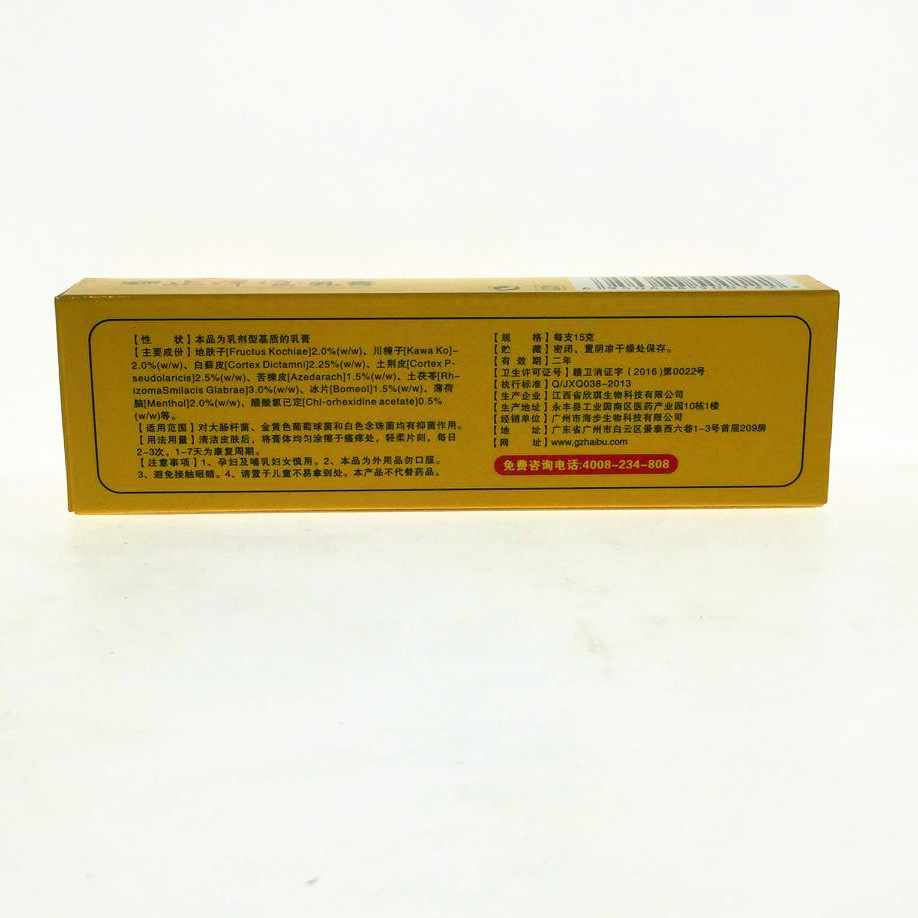 【性　　状】本品为乳剂型基质的乳膏
【主要成份】地肤子[Fructus Kochiae]2.0%(w/w)、川楝子[Kawa Ko]-
2.0%(w/w)、白藓皮[Cortex Dictamni]2.25%(w/w)、土荆皮[Cortex P-
seudolaricis]2.5%(w/w)、苦楝皮[Azedarach]1.5%(w/w)、土茯苓[Rh-
izomaSmilacis Glabrae]3.0%(w/w)、冰片[Borneol]1.5%(w/w)、薄荷
脑[Menthol]2.0%(w/w)、醋酸氯已定[Chl-orhexidine acetate]0.5%
(w/w)等。
【适用范围】对大肠杆菌、金黄色葡萄球菌和白色念珠菌均有抑菌作用。
【用法用量】清洁皮肤后，将膏体均匀涂擦于瘙痒处，轻柔片刻，每日
2-3次，1-7天为康复周期。
【注意事项】1、孕妇及哺乳妇女慎用。2、本品为外用品勿口服。
3、避免接触眼睛。4、请置于儿童不易拿到处。本产品不代替药品。
【规　　格】每支15克
【贮　　藏】密闭，置阴凉干燥处保存。
【有 效 期】二年
【卫生许可证号】赣卫消证字（2016）第0022号
【执行标准】Q/JXQ038-2013
【生产企业】江西省欣琪生物科技有限公司
【生产地址】永丰县工业园南区医药产业园10栋1楼
【经销单位】广州市海步生物科技有限公司
【地　　址】广东省广州市白云区景泰西六巷1-3号首层209房
【网　　址】www.gzhaibu.com
免费咨询电话:4008-234-808